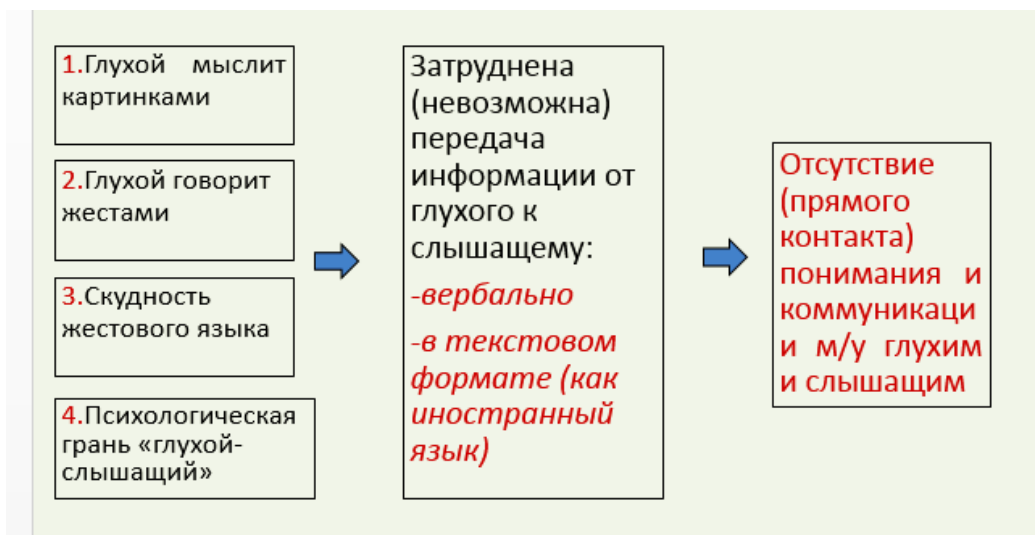 1.Глухой мыслит
картинками
2.Глухой говорит
жестами
3.Скудность
жестового языка
4.Психологическая
грань «глухой-
слышащий»
Затруднена
(невозможна)
передача
информации от
глухого к
слышащему:
-вербально
-в текстовом
формате (как
иностранный
язык)
Отсутствие
(прямого
контакта)
понимания и
коммуникаци
и м/у глухим
и слышащим